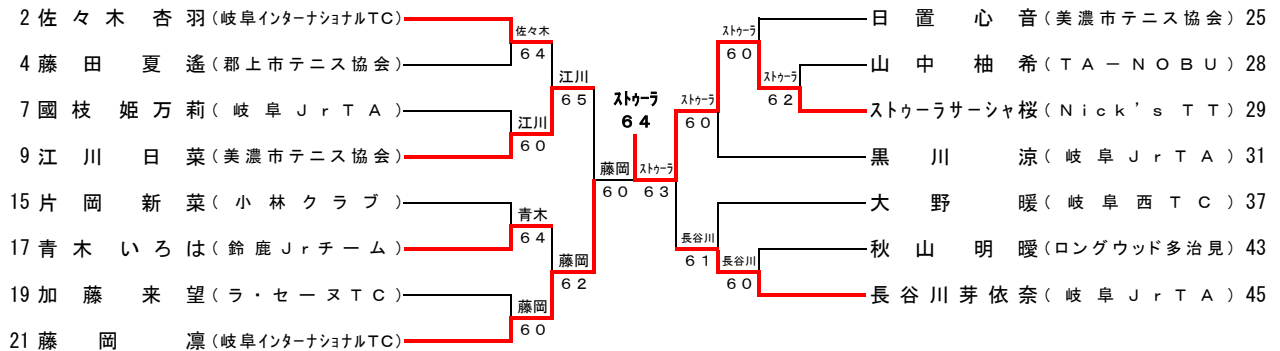 2 佐々木 杏羽(岐阜インターナショナルTC)
4 藤田 夏遙(郡上市テニス協会)
7 國枝 姫万莉(岐阜JrTA)
9 江川 日菜(美濃市テニス協会)
15 片岡 新菜(小林クラブ)
17 青木 いろは(鈴鹿Jrチーム)
19 加藤 来望(ラ・セーヌTC)
21 藤岡 凛(岐阜インターナショナルTC)
佐々木
64
江川
60
青木
64
藤岡
60
江川
65
藤岡
62
藤岡
60
ストゥーラ
64
ストゥーラ
63
ストゥーラ
60
長谷川
61
ストゥーラ
60
ストゥーラ
62
長谷川
60
日置 心音(美濃市テニス協会) 25
山中 柚希(TA-NOBU) 28
ストゥーラサーシャ桜(Nick'sTT) 29
黒川 涼(岐阜JrTA) 31
大野 暖(岐阜西TC) 37
秋山 明曖(ロングウッド多治見) 43
長谷川芽依奈(岐阜JrTA) 45